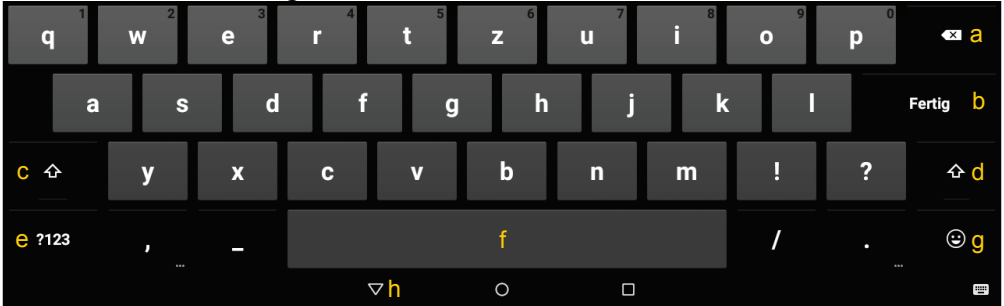 q 1 w 2 e 3 r 4 t 5 z 6 u 7 i 8 o 9 p 0 a
a s d f g h j k l Fertig b
c y x c v b n m ! ? d
e ?123 , ... _ f / . ... g
h